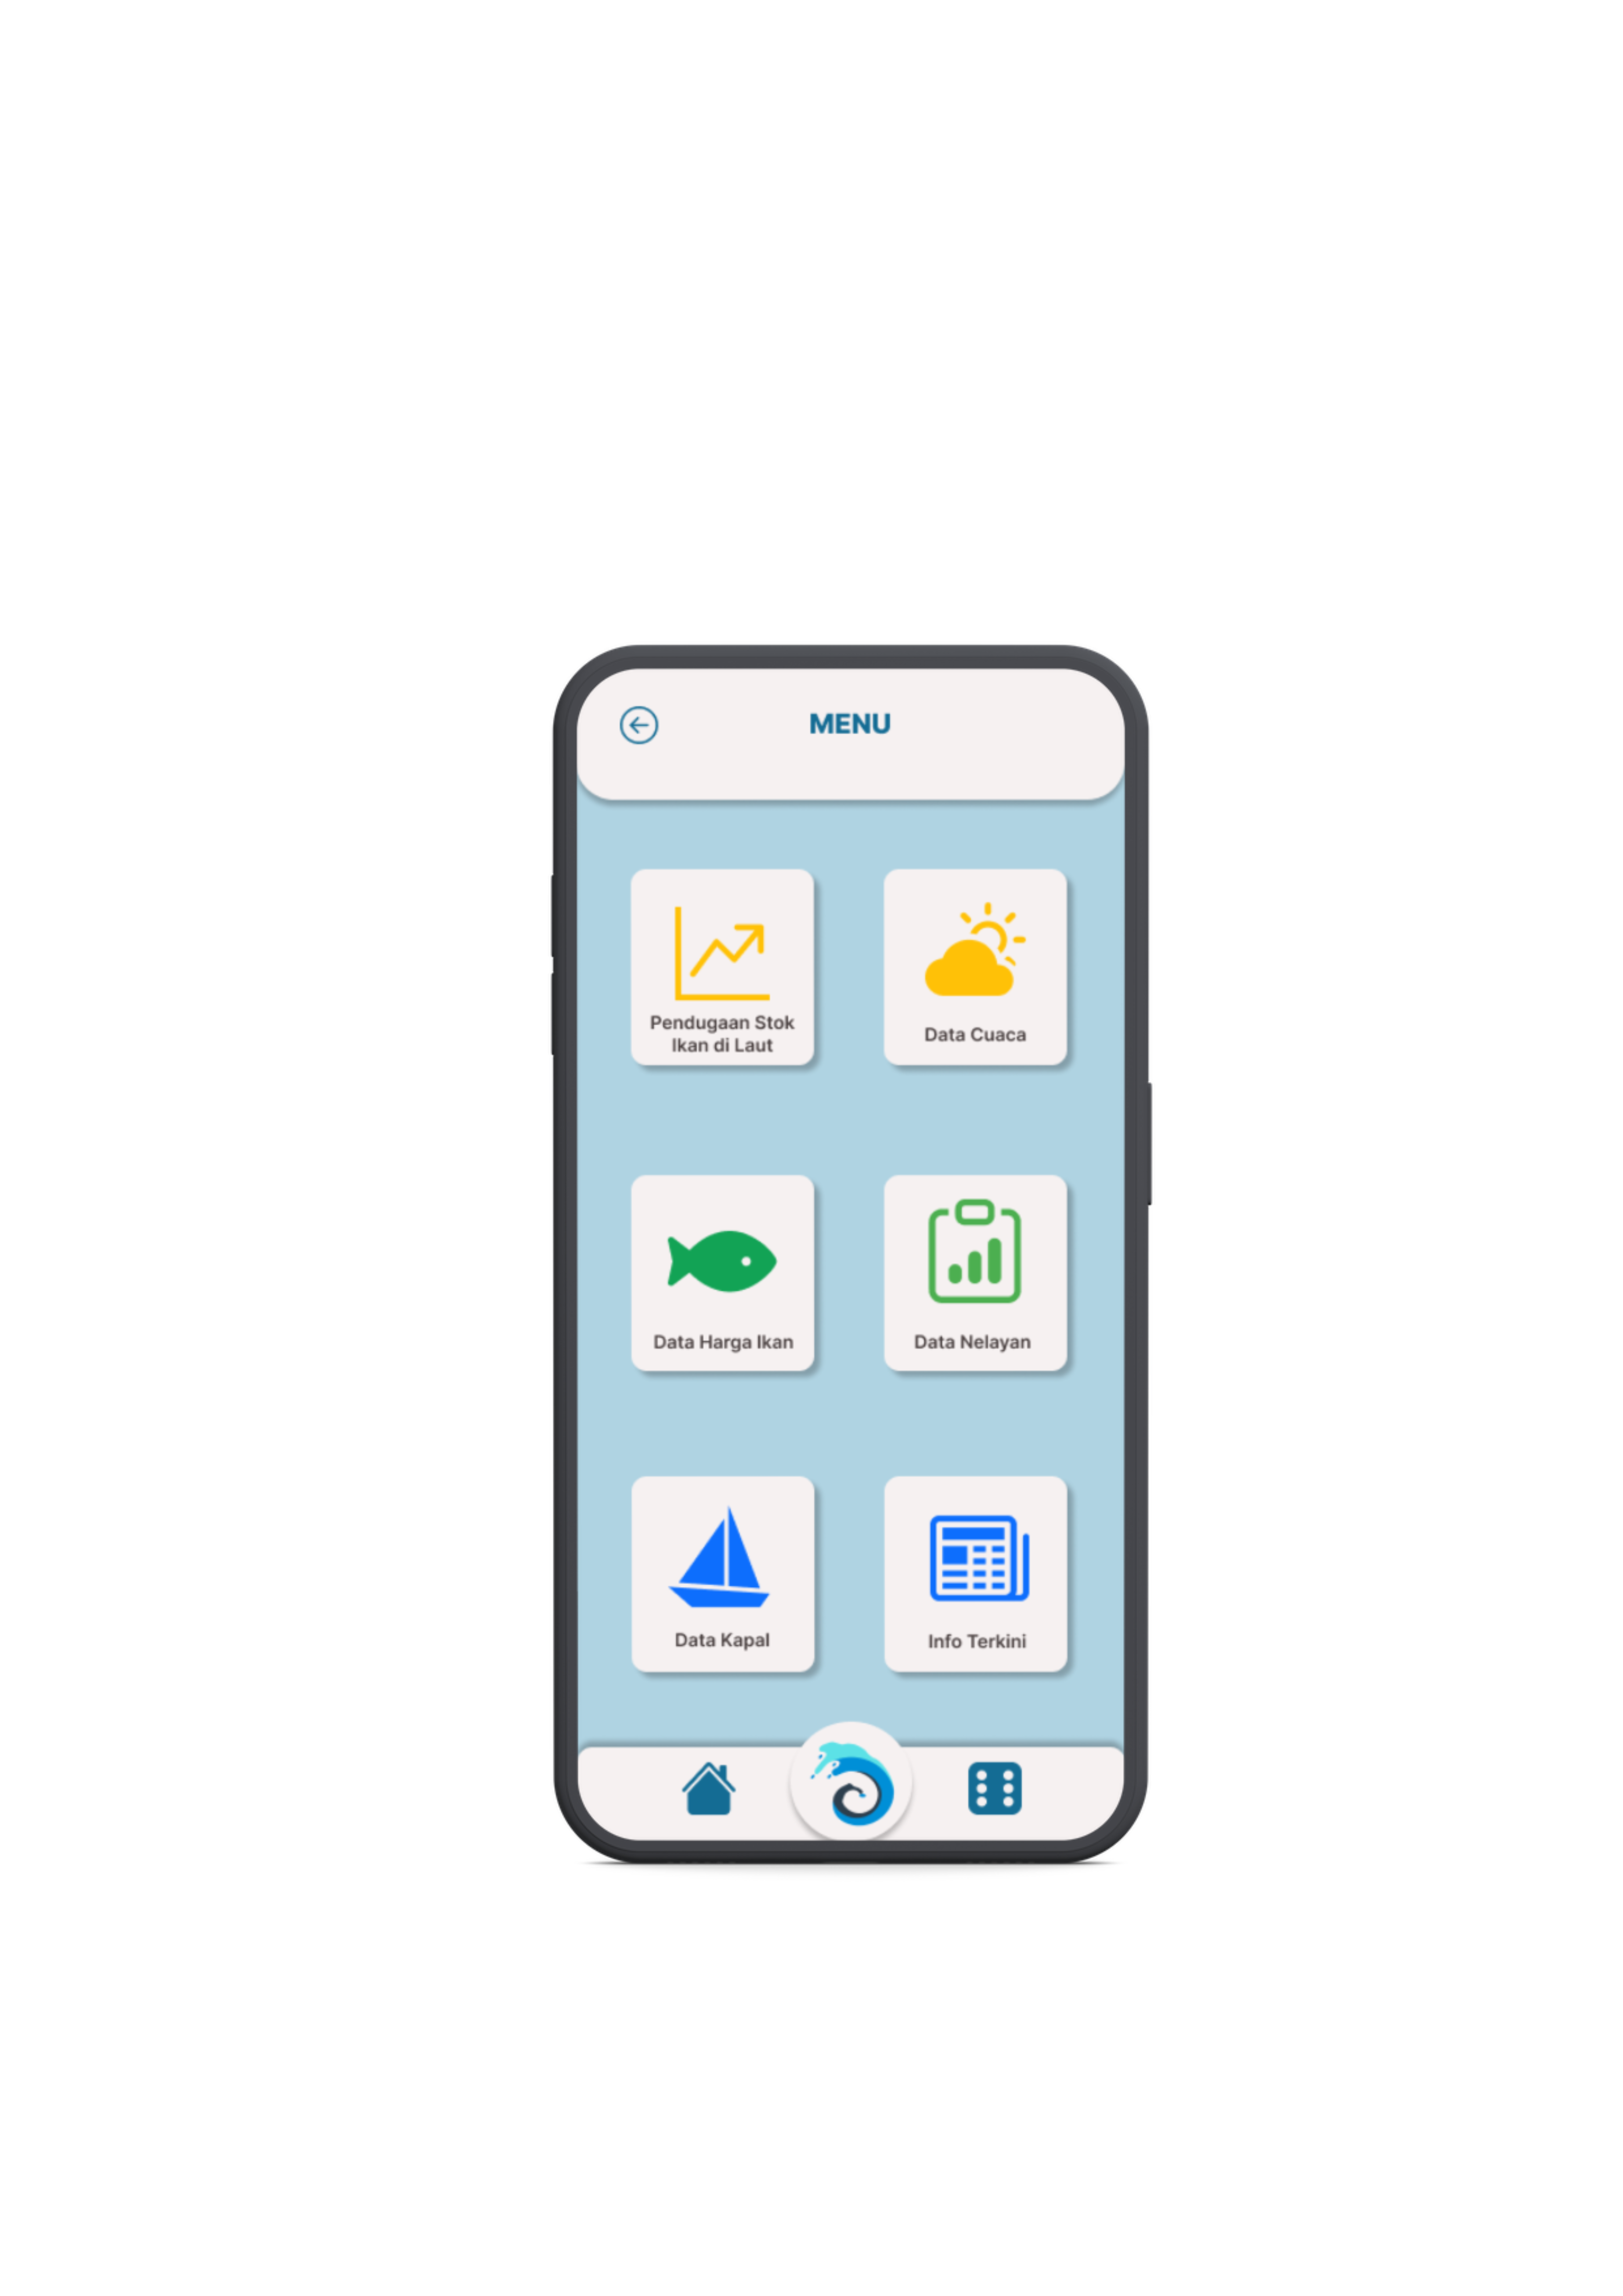 MENU
Pendugaan Stok
Ikan di Laut
Data Cuaca
Data Harga Ikan
Data Nelayan
Data Kapal
Info Terkini